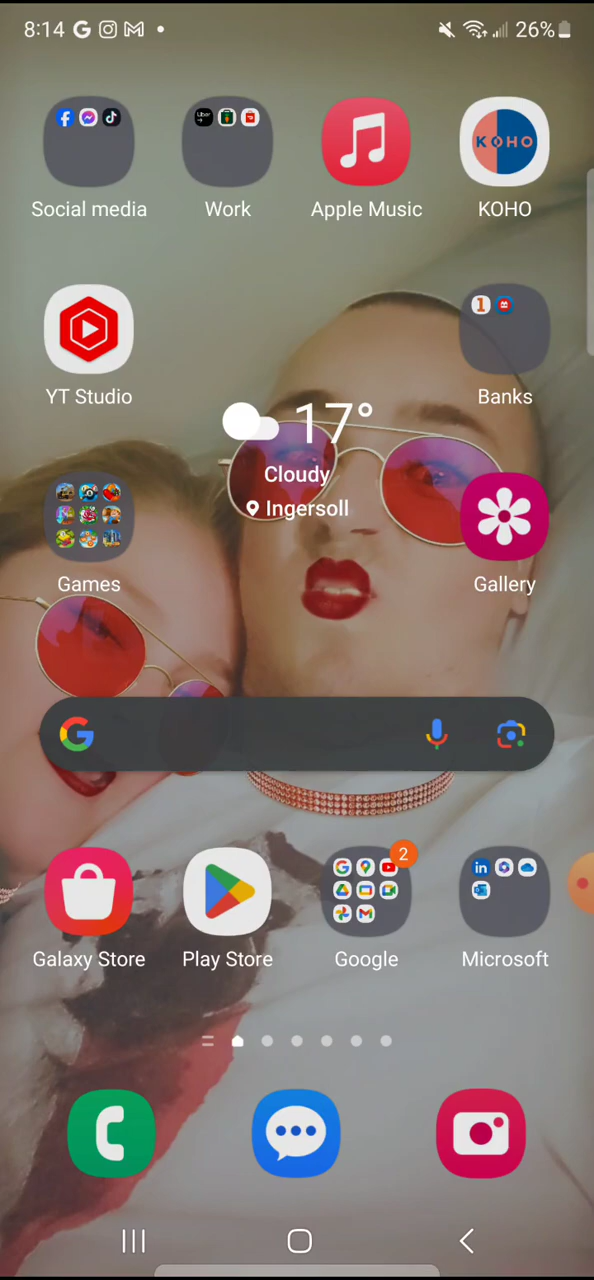 8:14
26%
Social media
Work
Apple Music
KOHO
KOHO
YT Studio
Banks
17°
Cloudy
Ingersoll
Games
Gallery
2
Galaxy Store
Play Store
Google
Microsoft